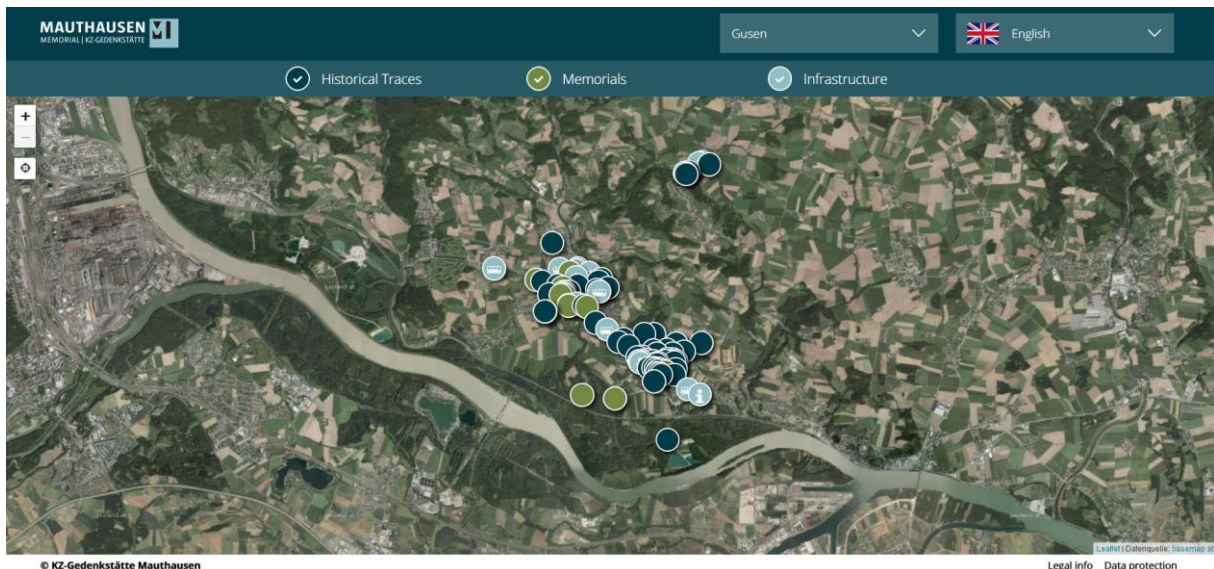 MAUTHAUSEN
MEMORIAL | KZ-GEDENKSTÄTTE
Gusen
English
Historical Traces
Memorials
Infrastructure
+
−
Leaflet | Datenquelle: basemap.at
© KZ-Gedenkstätte Mauthausen
Legal info Data protection